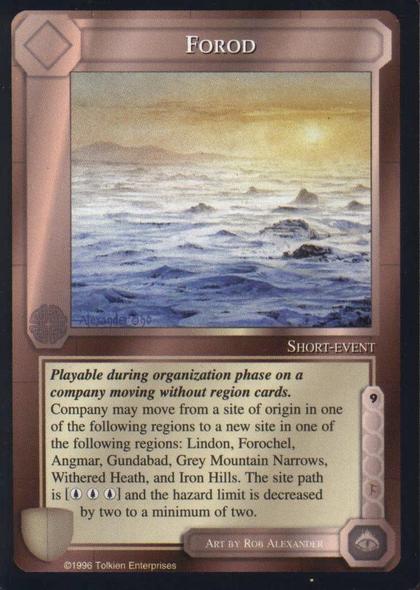 FOROD
Alexander ©96
SHORT-EVENT
Playable during organization phase on a
company moving without region cards.
Company may move from a site of origin in one
of the following regions to a new site in one of
the following regions: Lindon, Forochel,
Angmar, Gundabad, Grey Mountain Narrows,
Withered Heath, and Iron Hills. The site path
is [ ] and the hazard limit is decreased
by two to a minimum of two.
9
F
ART BY ROB ALEXANDER
©1996 Tolkien Enterprises